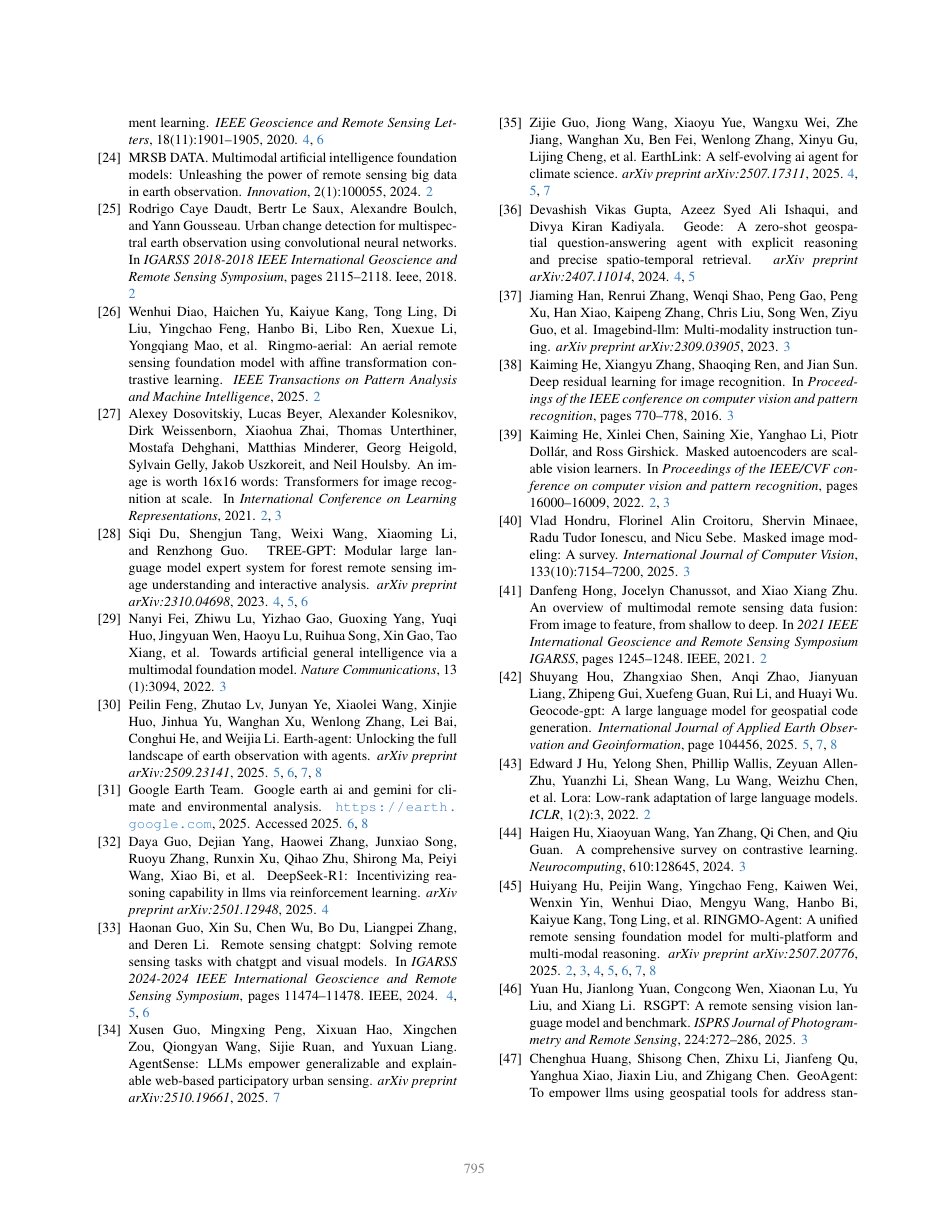 ment learning. IEEE Geoscience and Remote Sensing Let-
ters, 18(11):1901–1905, 2020. 4, 6
[24] MRSB DATA. Multimodal artificial intelligence foundation
models: Unleashing the power of remote sensing big data
in earth observation. Innovation, 2(1):100055, 2024. 2
[25] Rodrigo Caye Daudt, Bertr Le Saux, Alexandre Boulch,
and Yann Gousseau. Urban change detection for multispec-
tral earth observation using convolutional neural networks.
In IGARSS 2018-2018 IEEE International Geoscience and
Remote Sensing Symposium, pages 2115–2118. Ieee, 2018.
2
[26] Wenhui Diao, Haichen Yu, Kaiyue Kang, Tong Ling, Di
Liu, Yingchao Feng, Hanbo Bi, Libo Ren, Xuexue Li,
Yongqiang Mao, et al. Ringmo-aerial: An aerial remote
sensing foundation model with affine transformation con-
trastive learning. IEEE Transactions on Pattern Analysis
and Machine Intelligence, 2025. 2
[27] Alexey Dosovitskiy, Lucas Beyer, Alexander Kolesnikov,
Dirk Weissenborn, Xiaohua Zhai, Thomas Unterthiner,
Mostafa Dehghani, Matthias Minderer, Georg Heigold,
Sylvain Gelly, Jakob Uszkoreit, and Neil Houlsby. An im-
age is worth 16x16 words: Transformers for image recog-
nition at scale. In International Conference on Learning
Representations, 2021. 2, 3
[28] Siqi Du, Shengjun Tang, Weixi Wang, Xiaoming Li,
and Renzhong Guo. TREE-GPT: Modular large lan-
guage model expert system for forest remote sensing im-
age understanding and interactive analysis. arXiv preprint
arXiv:2310.04698, 2023. 4, 5, 6
[29] Nanyi Fei, Zhiwu Lu, Yizhao Gao, Guoxing Yang, Yuqi
Huo, Jingyuan Wen, Haoyu Lu, Ruihua Song, Xin Gao, Tao
Xiang, et al. Towards artificial general intelligence via a
multimodal foundation model. Nature Communications, 13
(1):3094, 2022. 3
[30] Peilin Feng, Zhutao Lv, Junyan Ye, Xiaolei Wang, Xinjie
Huo, Jinhua Yu, Wanghan Xu, Wenlong Zhang, Lei Bai,
Conghui He, and Weijia Li. Earth-agent: Unlocking the full
landscape of earth observation with agents. arXiv preprint
arXiv:2509.23141, 2025. 5, 6, 7, 8
[31] Google Earth Team. Google earth ai and gemini for cli-
mate and environmental analysis. https://earth.
google.com, 2025. Accessed 2025. 6, 8
[32] Daya Guo, Dejian Yang, Haowei Zhang, Junxiao Song,
Ruoyu Zhang, Runxin Xu, Qihao Zhu, Shirong Ma, Peiyi
Wang, Xiao Bi, et al. DeepSeek-R1: Incentivizing rea-
soning capability in llms via reinforcement learning. arXiv
preprint arXiv:2501.12948, 2025. 4
[33] Haonan Guo, Xin Su, Chen Wu, Bo Du, Liangpei Zhang,
and Deren Li. Remote sensing chatgpt: Solving remote
sensing tasks with chatgpt and visual models. In IGARSS
2024-2024 IEEE International Geoscience and Remote
Sensing Symposium, pages 11474–11478. IEEE, 2024. 4,
5, 6
[34] Xusen Guo, Mingxing Peng, Xixuan Hao, Xingchen
Zou, Qiongyan Wang, Sijie Ruan, and Yuxuan Liang.
AgentSense: LLMs empower generalizable and explain-
able web-based participatory urban sensing. arXiv preprint
arXiv:2510.19661, 2025. 7
[35] Zijie Guo, Jiong Wang, Xiaoyu Yue, Wangxu Wei, Zhe
Jiang, Wanghan Xu, Ben Fei, Wenlong Zhang, Xinyu Gu,
Lijing Cheng, et al. EarthLink: A self-evolving ai agent for
climate science. arXiv preprint arXiv:2507.17311, 2025. 4,
5, 7
[36] Devashish Vikas Gupta, Azeez Syed Ali Ishaqui, and
Divya Kiran Kadiyala. Geode: A zero-shot geospa-
tial question-answering agent with explicit reasoning
and precise spatio-temporal retrieval. arXiv preprint
arXiv:2407.11014, 2024. 4, 5
[37] Jiaming Han, Renrui Zhang, Wenqi Shao, Peng Gao, Peng
Xu, Han Xiao, Kaipeng Zhang, Chris Liu, Song Wen, Ziyu
Guo, et al. Imagebind-llm: Multi-modality instruction tun-
ing. arXiv preprint arXiv:2309.03905, 2023. 3
[38] Kaiming He, Xiangyu Zhang, Shaoqing Ren, and Jian Sun.
Deep residual learning for image recognition. In Proceed-
ings of the IEEE conference on computer vision and pattern
recognition, pages 770–778, 2016. 3
[39] Kaiming He, Xinlei Chen, Saining Xie, Yanghao Li, Piotr
Dollár, and Ross Girshick. Masked autoencoders are scal-
able vision learners. In Proceedings of the IEEE/CVF con-
ference on computer vision and pattern recognition, pages
16000–16009, 2022. 2, 3
[40] Vlad Hondru, Florinel Alin Croitoru, Shervin Minaee,
Radu Tudor Ionescu, and Nicu Sebe. Masked image mod-
eling: A survey. International Journal of Computer Vision,
133(10):7154–7200, 2025. 3
[41] Danfeng Hong, Jocelyn Chanussot, and Xiao Xiang Zhu.
An overview of multimodal remote sensing data fusion:
From image to feature, from shallow to deep. In 2021 IEEE
International Geoscience and Remote Sensing Symposium
IGARSS, pages 1245–1248. IEEE, 2021. 2
[42] Shuyang Hou, Zhangxiao Shen, Anqi Zhao, Jianyuan
Liang, Zhipeng Gui, Xuefeng Guan, Rui Li, and Huayi Wu.
Geocode-gpt: A large language model for geospatial code
generation. International Journal of Applied Earth Obser-
vation and Geoinformation, page 104456, 2025. 5, 7, 8
[43] Edward J Hu, Yelong Shen, Phillip Wallis, Zeyuan Allen-
Zhu, Yuanzhi Li, Shean Wang, Lu Wang, Weizhu Chen,
et al. Lora: Low-rank adaptation of large language models.
ICLR, 1(2):3, 2022. 2
[44] Haigen Hu, Xiaoyuan Wang, Yan Zhang, Qi Chen, and Qiu
Guan. A comprehensive survey on contrastive learning.
Neurocomputing, 610:128645, 2024. 3
[45] Huiyang Hu, Peijin Wang, Yingchao Feng, Kaiwen Wei,
Wenxin Yin, Wenhui Diao, Mengyu Wang, Hanbo Bi,
Kaiyue Kang, Tong Ling, et al. RINGMO-Agent: A unified
remote sensing foundation model for multi-platform and
multi-modal reasoning. arXiv preprint arXiv:2507.20776,
2025. 2, 3, 4, 5, 6, 7, 8
[46] Yuan Hu, Jianlong Yuan, Congcong Wen, Xiaonan Lu, Yu
Liu, and Xiang Li. RSGPT: A remote sensing vision lan-
guage model and benchmark. ISPRS Journal of Photogram-
metry and Remote Sensing, 224:272–286, 2025. 3
[47] Chenghua Huang, Shisong Chen, Zhixu Li, Jianfeng Qu,
Yanghua Xiao, Jiaxin Liu, and Zhigang Chen. GeoAgent:
To empower llms using geospatial tools for address stan-
795